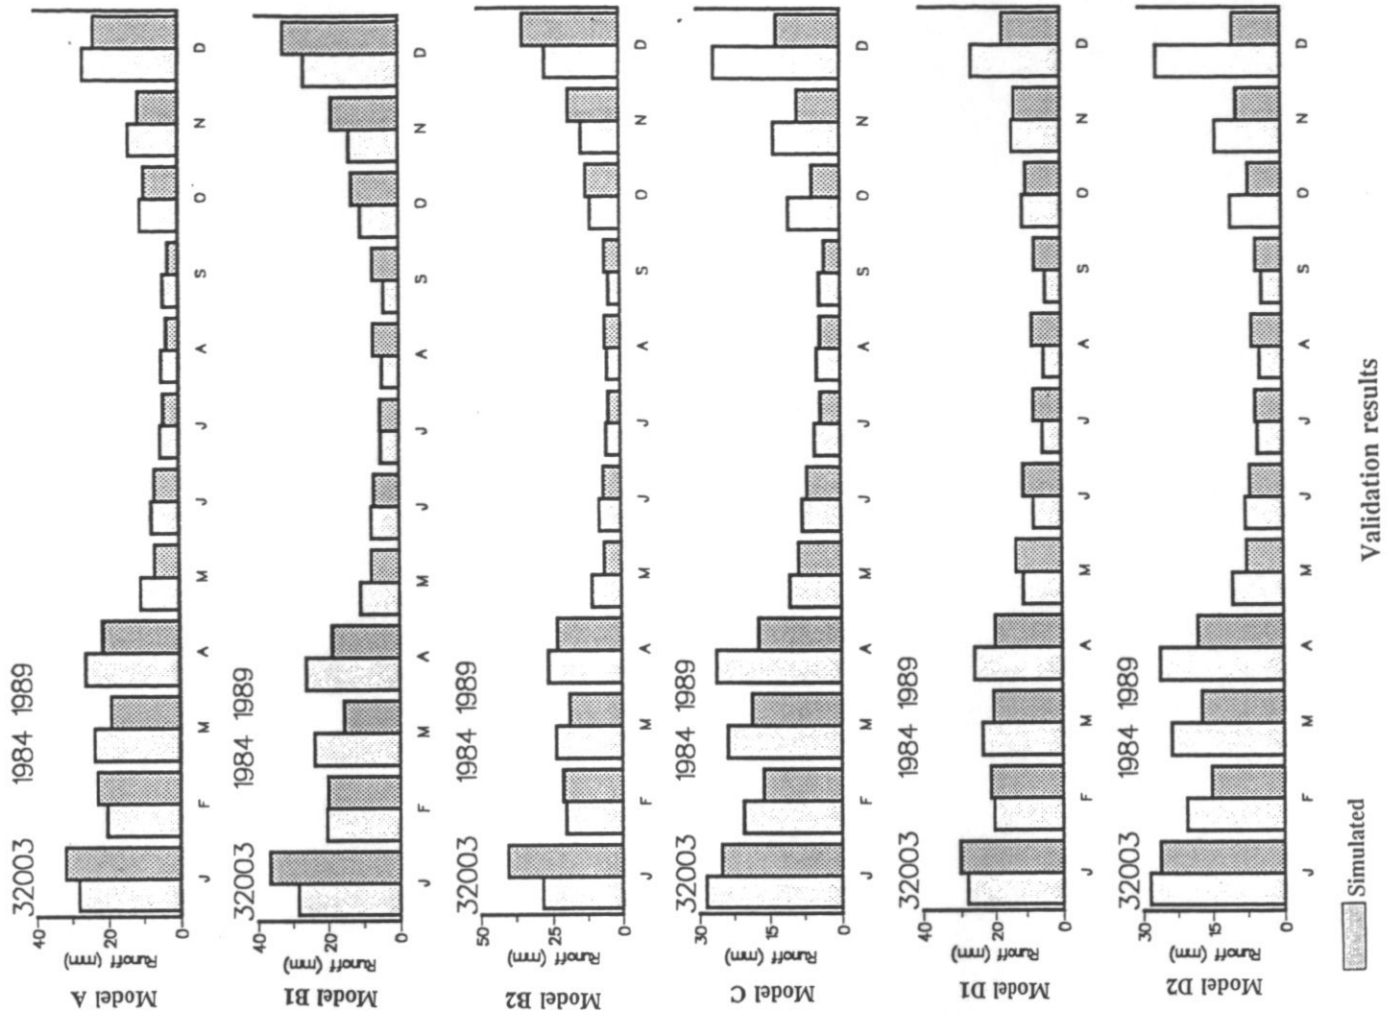 32003 1984 1989
Model A
Runoff (mm)
40
20
0
J F M A M J J A S O N D
32003 1984 1989
Model B1
Runoff (mm)
40
20
0
J F M A M J J A S O N D
32003 1984 1989
Model B2
Runoff (mm)
50
25
0
J F M A M J J A S O N D
32003 1984 1989
Model C
Runoff (mm)
30
15
0
J F M A M J J A S O N D
32003 1984 1989
Model D1
Runoff (mm)
40
20
0
J F M A M J J A S O N D
32003 1984 1989
Model D2
Runoff (mm)
30
15
0
J F M A M J J A S O N D
Simulated
Validation results